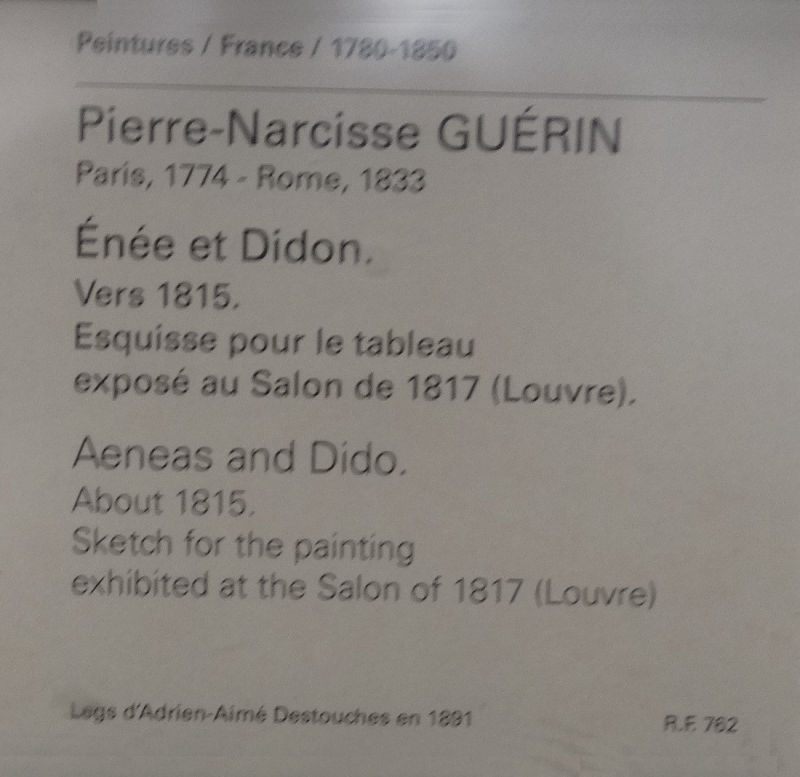 Peintures / France / 1780-1850
Pierre-Narcisse GUÉRIN
Paris, 1774 - Rome, 1833
Énée et Didon.
Vers 1815.
Esquisse pour le tableau
exposé au Salon de 1817 (Louvre).
Aeneas and Dido.
About 1815.
Sketch for the painting
exhibited at the Salon of 1817 (Louvre)
Legs d'Adrien-Aimé Destouches en 1891
R.F. 762